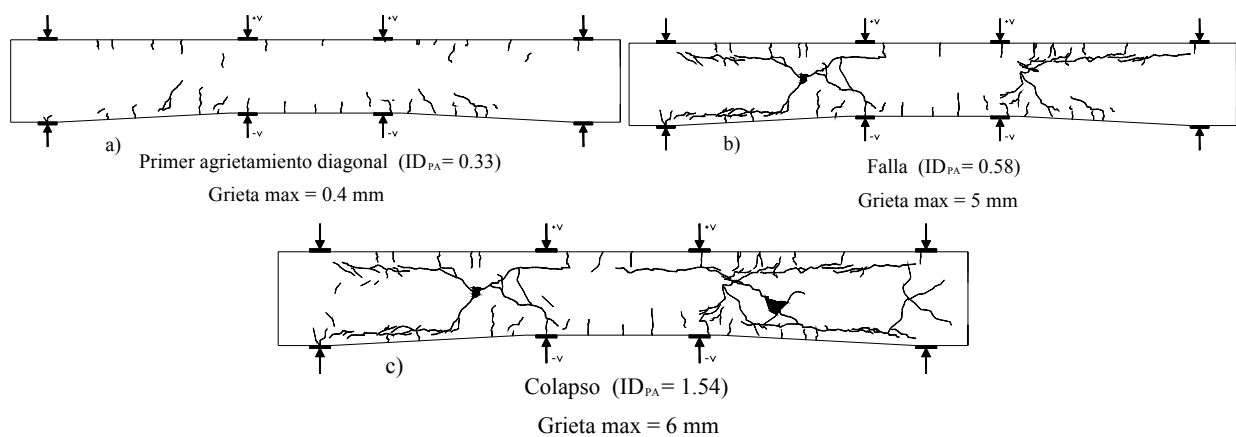 +V
+V
-V
-V
a)
Primer agrietamiento diagonal (ID_PA = 0.33)
Grieta max = 0.4 mm
+V
+V
-V
-V
b)
Falla (ID_PA = 0.58)
Grieta max = 5 mm
+V
+V
-V
-V
c)
Colapso (ID_PA = 1.54)
Grieta max = 6 mm